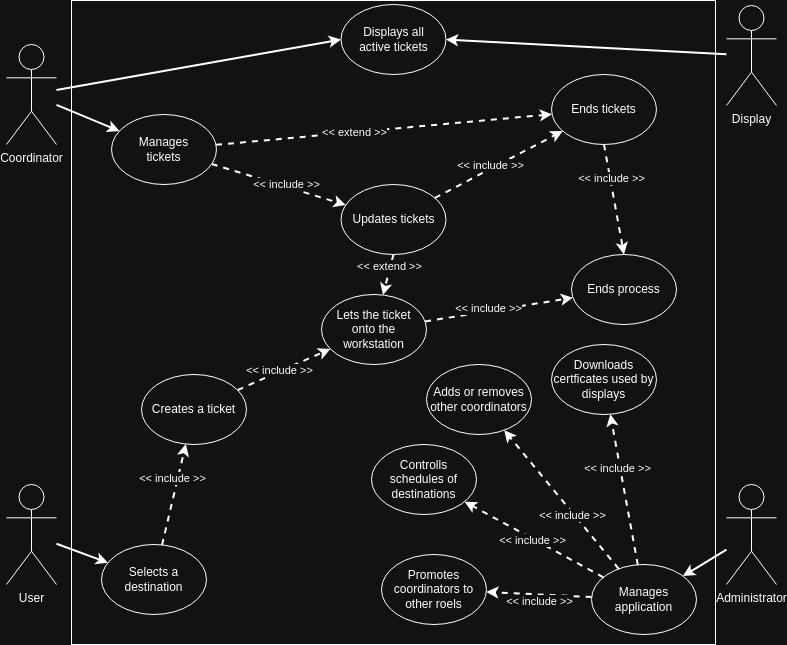 Displays all
active tickets
Display
Coordinator
Manages
tickets
<< extend >>
Ends tickets
<< include >>
<< include >>
<< include >>
Updates tickets
<< extend >>
Ends process
Lets the ticket
onto the
workstation
<< include >>
<< include >>
Creates a ticket
Adds or removes
other coordinators
Downloads
certficates used by
displays
<< include >>
Controlls
schedules of
destinations
<< include >>
<< include >>
<< include >>
User
Selects a
destination
Promotes
coordinators to
other roels
<< include >>
Manages
application
Administrator